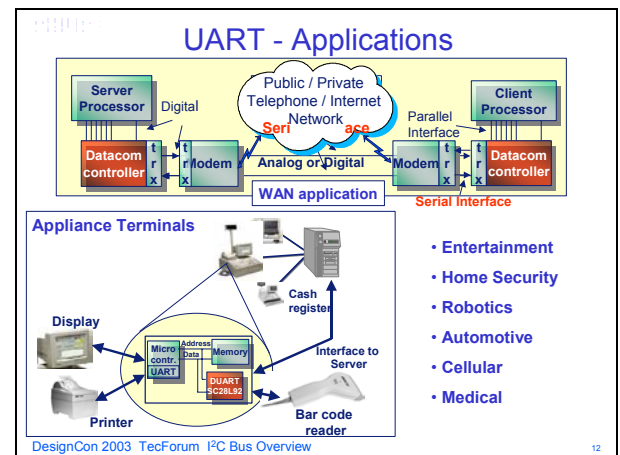 UART - Applications
Server
Processor
Digital
Public / Private
Telephone / Internet
Network
Seri ace
Parallel
Interface
Client
Processor
Datacom
controller
t
r
x
t
r
x
Modem
Analog or Digital
Modem
t
r
x
t
r
x
Datacom
controller
WAN application
Serial Interface
Appliance Terminals
Cash
register
Display
Micro
contr.
UART
Address
Data
Memory
DUART
SC28L92
Interface to
Server
Printer
Bar code
reader
• Entertainment
• Home Security
• Robotics
• Automotive
• Cellular
• Medical
DesignCon 2003 TecForum I²C Bus Overview
12